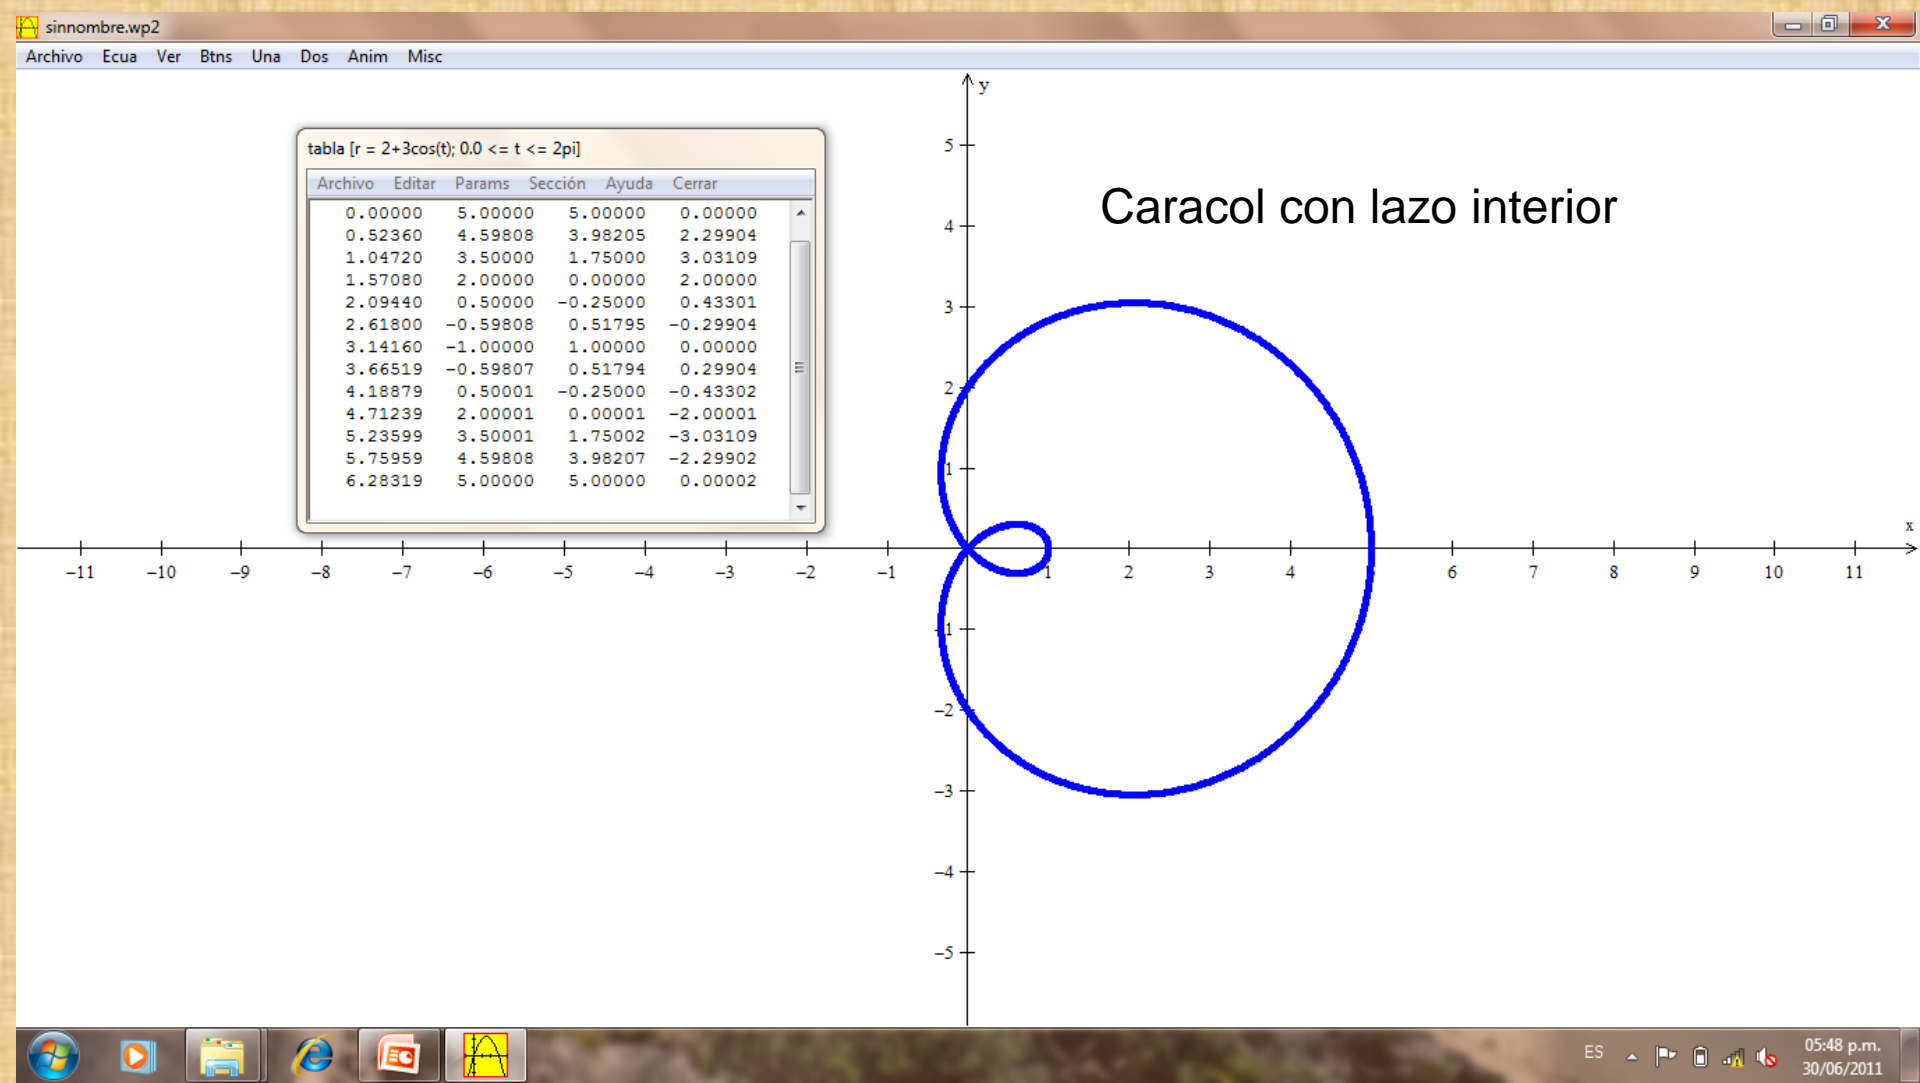 sinnombre.wp2
Archivo Ecua Ver Btns Una Dos Anim Misc
y
tabla [r = 2+3cos(t); 0.0 <= t <= 2pi]
Archivo Editar Params Sección Ayuda Cerrar
0.00000 5.00000 5.00000 0.00000
0.52360 4.59808 3.98205 2.29904
1.04720 3.50000 1.75000 3.03109
1.57080 2.00000 0.00000 2.00000
2.09440 0.50000 −0.25000 0.43301
2.61800 −0.59808 0.51795 −0.29904
3.14160 −1.00000 1.00000 0.00000
3.66519 −0.59807 0.51794 0.29904
4.18879 0.50001 −0.25000 −0.43302
4.71239 2.00001 0.00001 −2.00001
5.23599 3.50001 1.75002 −3.03109
5.75959 4.59808 3.98207 −2.29902
6.28319 5.00000 5.00000 0.00002
Caracol con lazo interior
5
4
3
2
1
x
−11 −10 −9 −8 −7 −6 −5 −4 −3 −2 −1 1 2 3 4 6 7 8 9 10 11
−1
−2
−3
−4
−5
ES
05:48 p.m.
30/06/2011